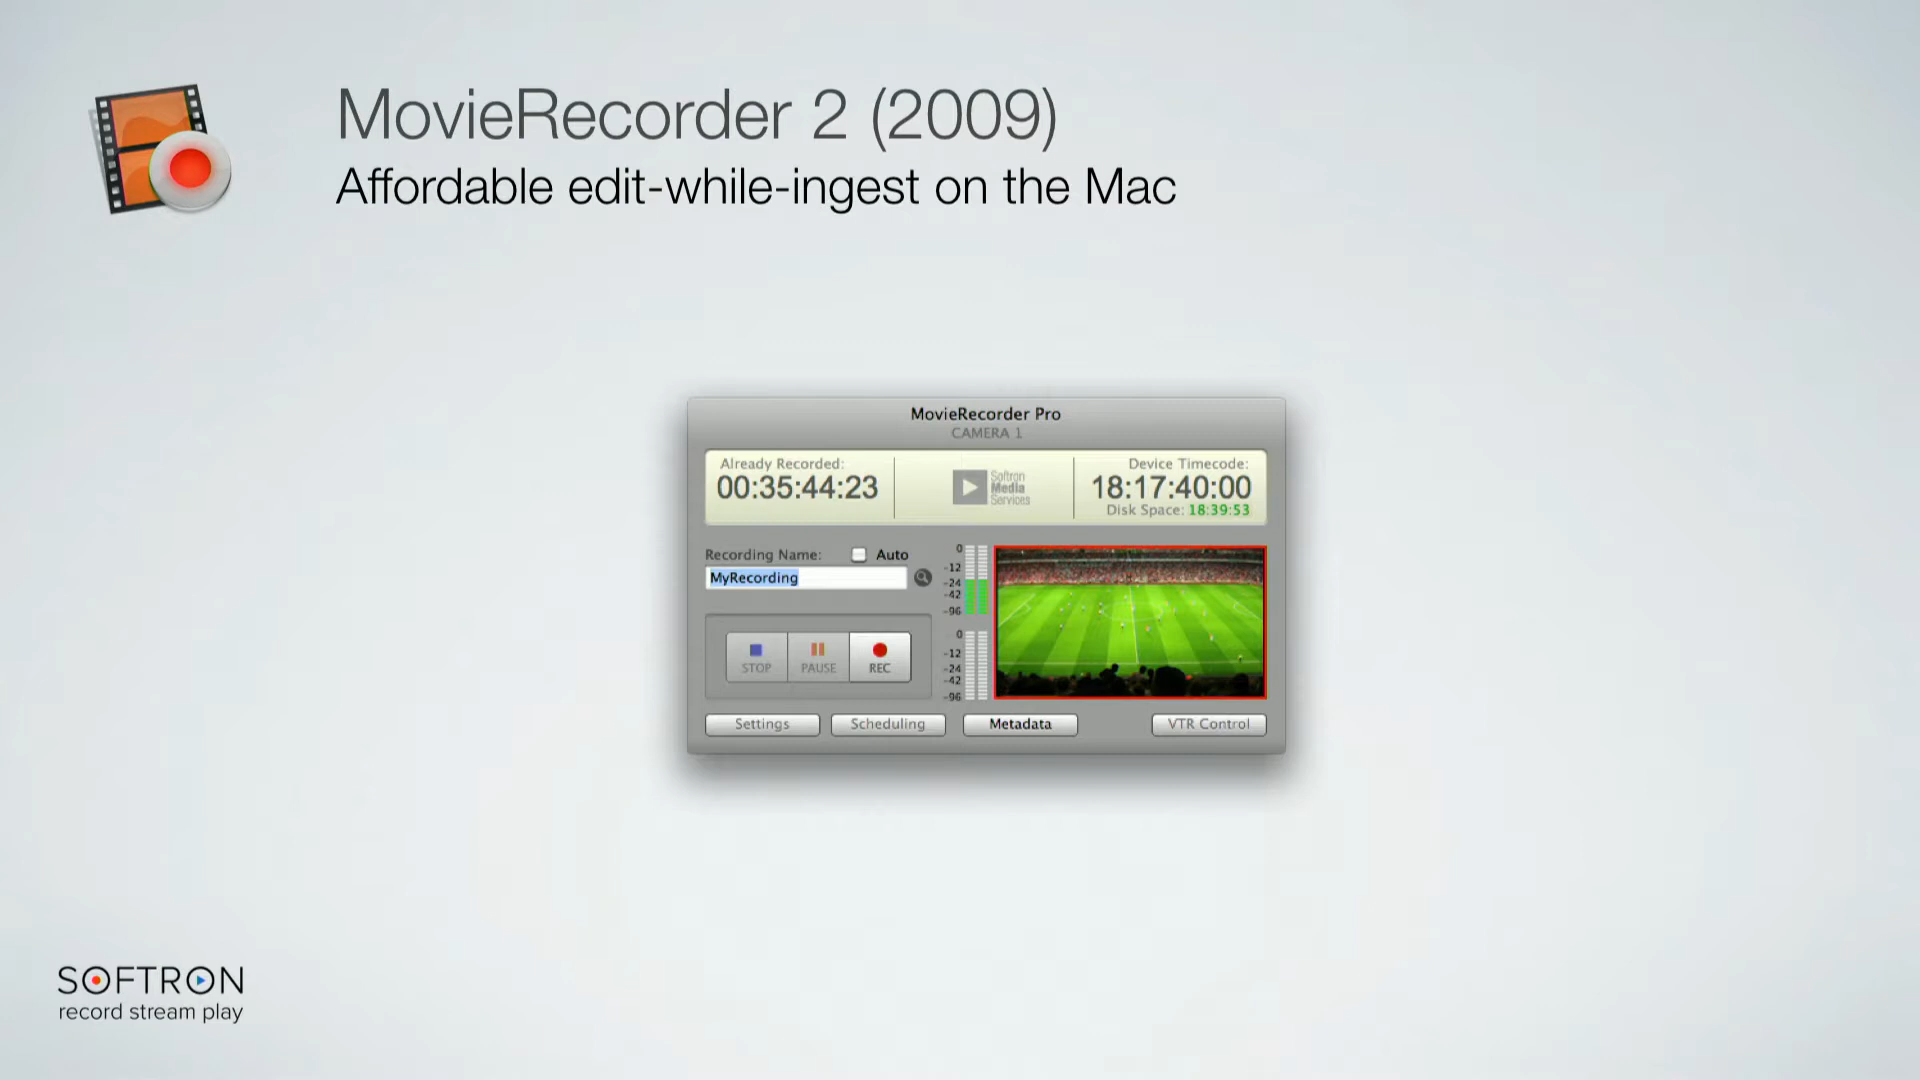 MovieRecorder 2 (2009)
Affordable edit-while-ingest on the Mac
MovieRecorder Pro
CAMERA 1
Already Recorded:
00:35:44:23
Softron
Media
Services
Device Timecode:
18:17:40:00
Disk Space: 18:39:53
Recording Name:
Auto
MyRecording
0
-12
-24
-42
-96
0
-12
-24
-42
-96
STOP
PAUSE
REC
Settings
Scheduling
Metadata
VTR Control
SOFTRON
record stream play